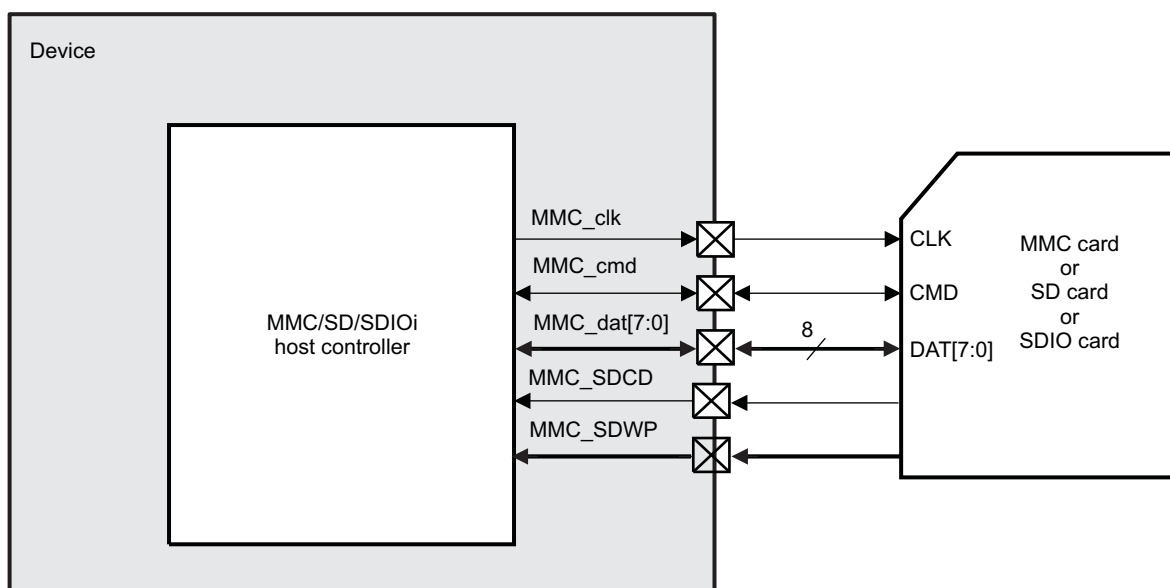 Device
MMC/SD/SDIOi
host controller
MMC_clk
MMC_cmd
MMC_dat[7:0]
MMC_SDCD
MMC_SDWP
8
CLK
CMD
DAT[7:0]
MMC card
or
SD card
or
SDIO card